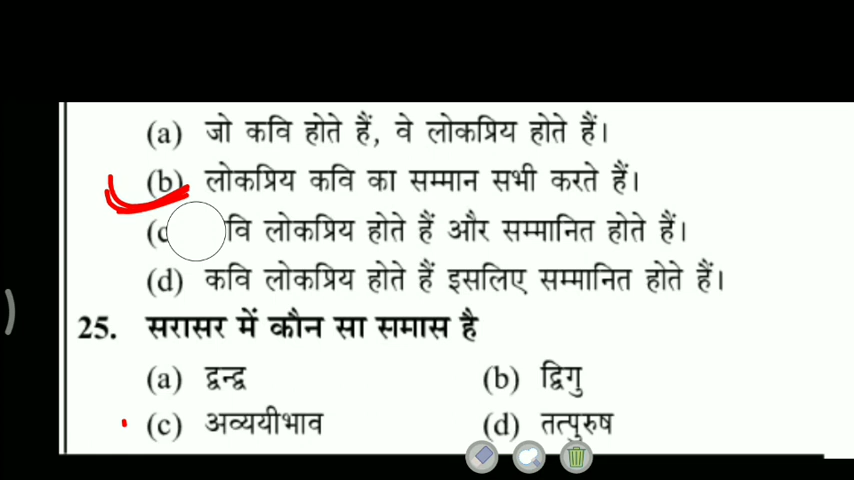 (a) जो कवि होते हैं, वे लोकप्रिय होते हैं।
(b) लोकप्रिय कवि का सम्मान सभी करते हैं।
लोकप्रिय होते हैं और सम्मानित होते हैं।
(d) कवि लोकप्रिय होते हैं इसलिए सम्मानित होते हैं।
25. सरासर में कौन सा समास है
(a) द्वन्द्व (b) द्विगु
(c) अव्ययीभाव (d) तत्पुरुष